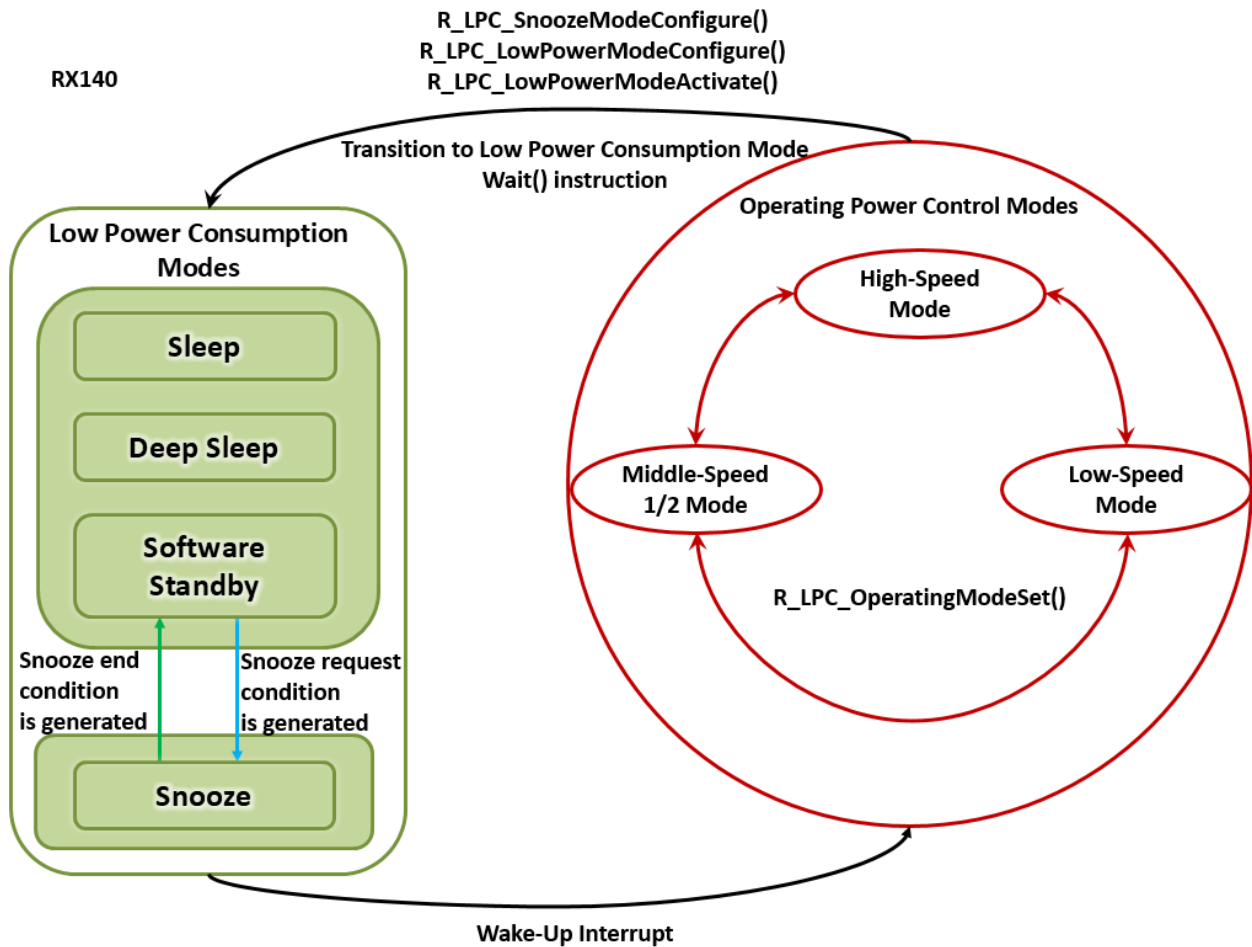 R_LPC_SnoozeModeConfigure()
R_LPC_LowPowerModeConfigure()
R_LPC_LowPowerModeActivate()
RX140
Transition to Low Power Consumption Mode
Wait() instruction
Operating Power Control Modes
Low Power Consumption
Modes
High-Speed
Mode
Sleep
Deep Sleep
Middle-Speed
1/2 Mode
Low-Speed
Mode
Software
Standby
R_LPC_OperatingModeSet()
Snooze end
condition
is generated
Snooze request
condition
is generated
Snooze
Wake-Up Interrupt